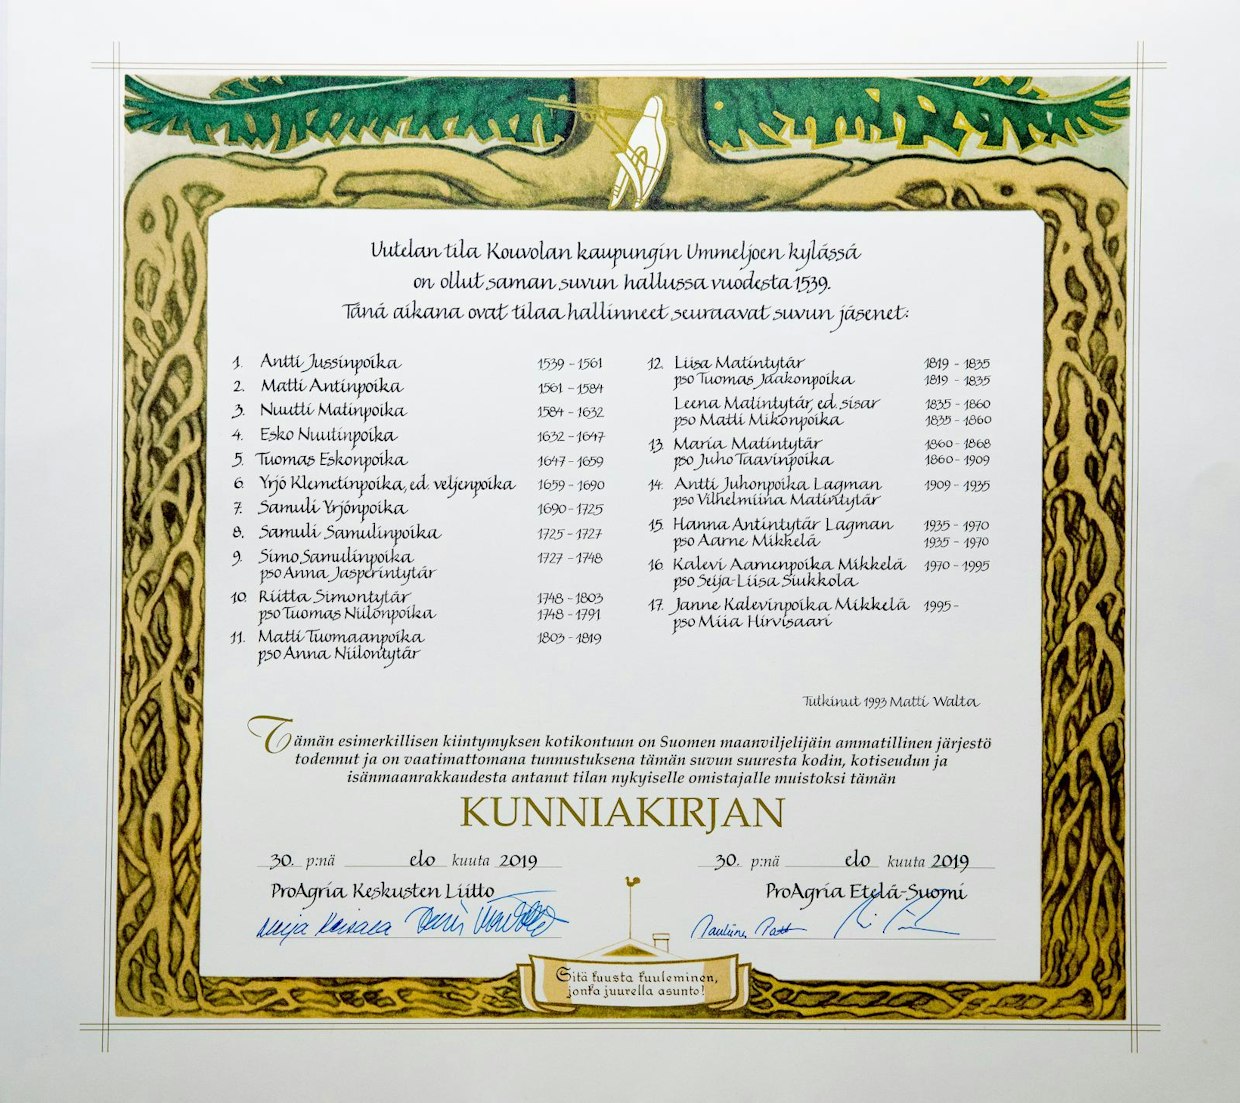 Uutelan tila Kouvolan kaupungin Ummeljoen kylässä
on ollut saman suvun hallussa vuodesta 1539.
Tänä aikana ovat tilaa hallinneet seuraavat suvun jäsenet:
1. Antti Jussinpoika 1539 - 1561
2. Matti Antinpoika 1561 - 1584
3. Nuutti Matinpoika 1584 - 1632
4. Esko Nuutinpoika 1632 - 1647
5. Tuomas Eskonpoika 1647 - 1659
6. Yrjö Klemetinpoika, ed. veljenpoika 1659 - 1690
7. Samuli Yrjönpoika 1690 - 1725
8. Samuli Samulinpoika 1725 - 1727
9. Simo Samulinpoika 1727 - 1748
pso Anna Jasperintytär
10. Riitta Simontytär 1748 - 1803
pso Tuomas Niilonpoika 1748 - 1791
11. Matti Tuomaanpoika 1803 - 1819
pso Anna Niilontytär
12. Liisa Matintytär 1819 - 1835
pso Tuomas Jaakonpoika 1819 - 1835
Leena Matintytär, ed. sisar 1835 - 1860
pso Matti Mikonpoika 1835 - 1860
13. Maria Matintytär 1860 - 1868
pso Juho Taavinpoika 1860 - 1909
14. Antti Juhonpoika Lagman 1909 - 1935
pso Vilhelmiina Matintytär
15. Hanna Antintytär Lagman 1935 - 1970
pso Aarne Mikkelä 1935 - 1970
16. Kalevi Aarnenpoika Mikkelä 1970 - 1995
pso Seija-Liisa Siukkola
17. Janne Kalevinpoika Mikkelä 1995 -
pso Miia Hirvisaari
Tutkinut 1993 Matti Walta
Tämän esimerkillisen kiintymyksen kotikontuun on Suomen maanviljelijäin ammatillinen järjestö
todennut ja on vaatimattomana tunnustuksena tämän suvun suuresta kodin, kotiseudun ja
isänmaanrakkaudesta antanut tilan nykyiselle omistajalle muistoksi tämän
KUNNIAKIRJAN
30. p:nä elo kuuta 2019
ProAgria Keskusten Liitto
30. p:nä elo kuuta 2019
ProAgria Etelä-Suomi
Sitä kuusta kuuleminen,
jonka juurella asunto!